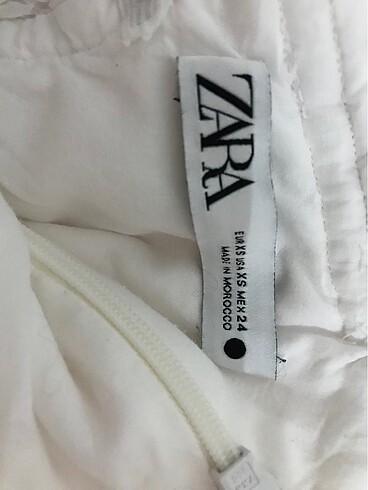 ZARA
EUR XS USA XS MEX 24
MADE IN MOROCCO